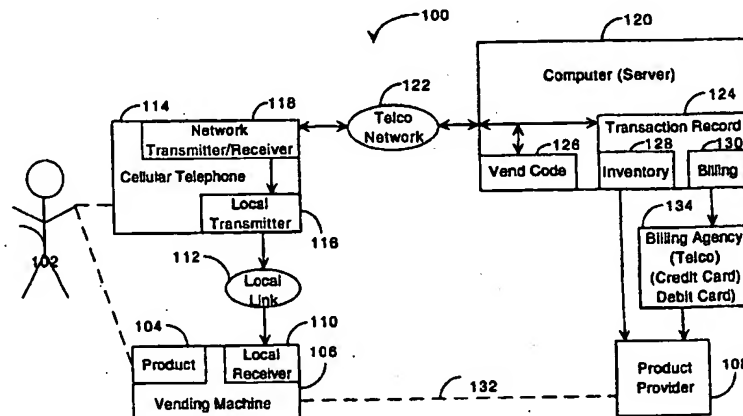 100
120
Computer (Server)
122
114
118
124
Telco
Network
Network
Transmitter/Receiver
Transaction Record
126
128
130
Cellular Telephone
Vend Code
Inventory
Billing
Local
Transmitter
134
116
Billing Agency
(Telco)
(Credit Card)
Debit Card)
102
112
Local
Link
104
110
106
Product
Local
Receiver
Product
Provider
132
Vending Machine